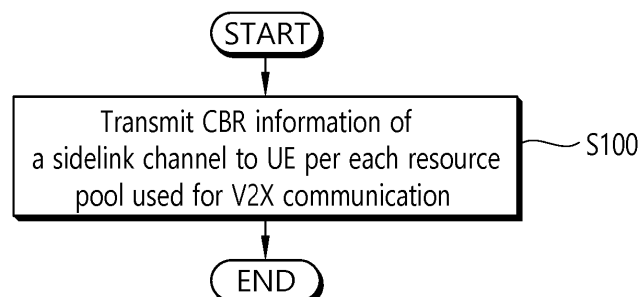 START
Transmit CBR information of
a sidelink channel to UE per each resource
pool used for V2X communication
S100
END